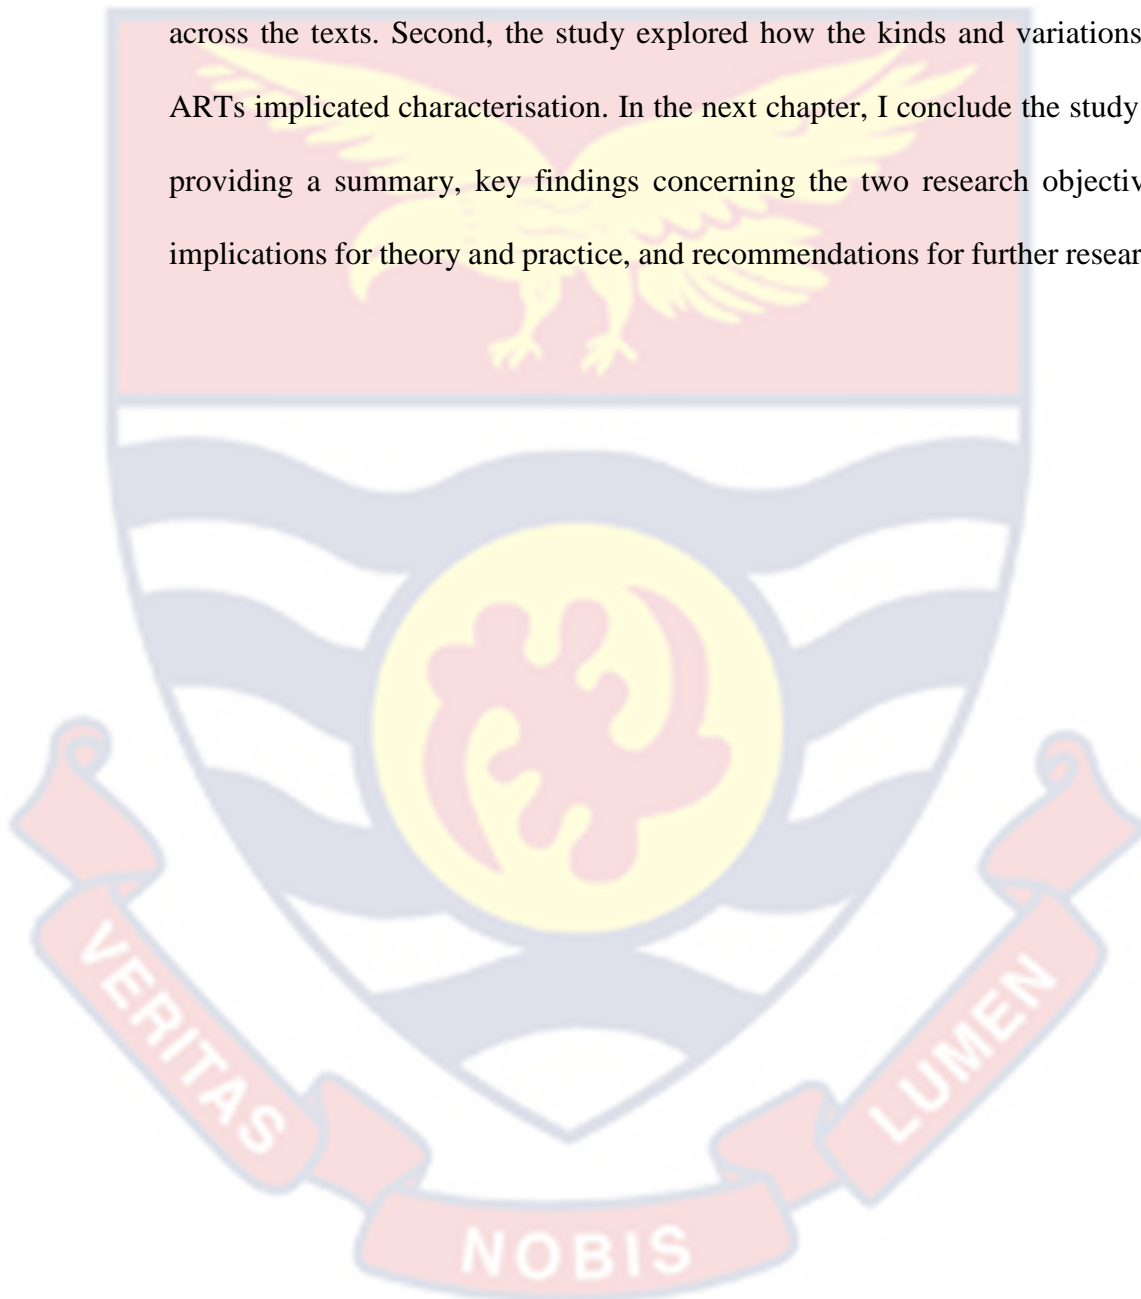 across the texts. Second, the study explored how the kinds and variations
ARTs implicated characterisation. In the next chapter, I conclude the study
providing a summary, key findings concerning the two research objectiv
implications for theory and practice, and recommendations for further resear
VERITAS
NOBIS
LUMEN